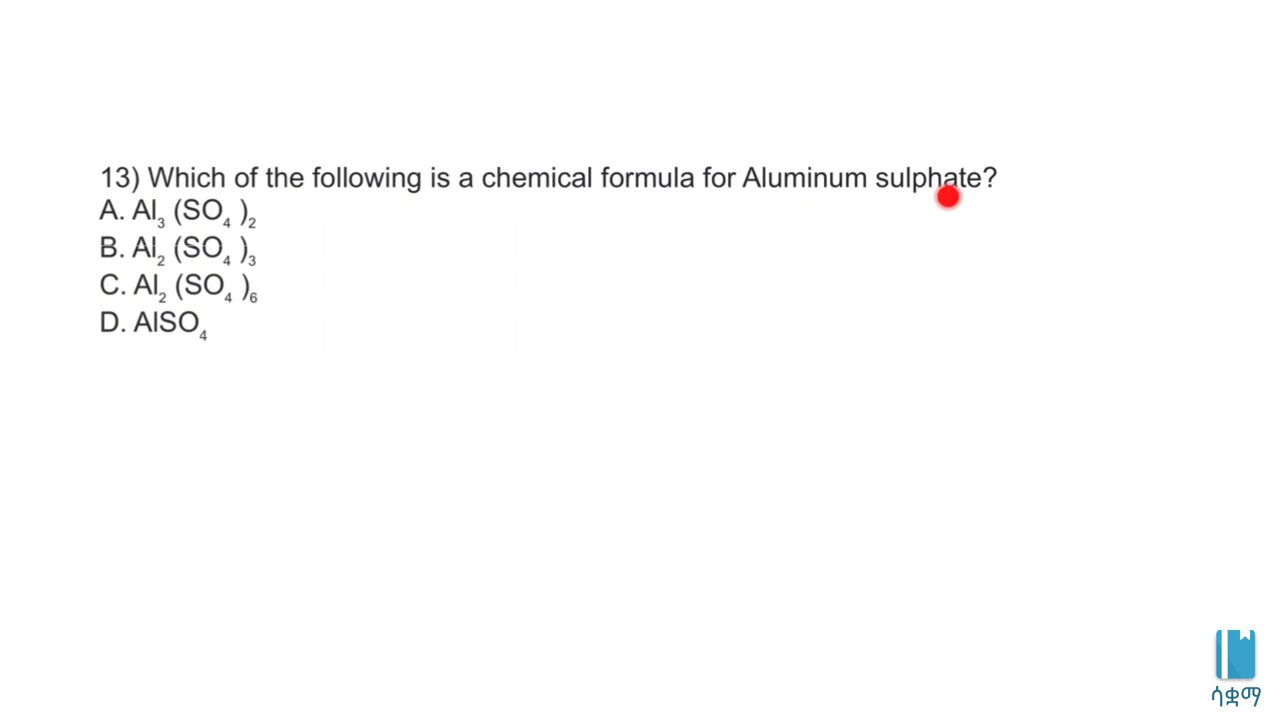 13) Which of the following is a chemical formula for Aluminum sulphate?
A. Al₃ (SO₄ )₂
B. Al₂ (SO₄ )₃
C. Al₂ (SO₄ )₆
D. AlSO₄
ሳቋማ